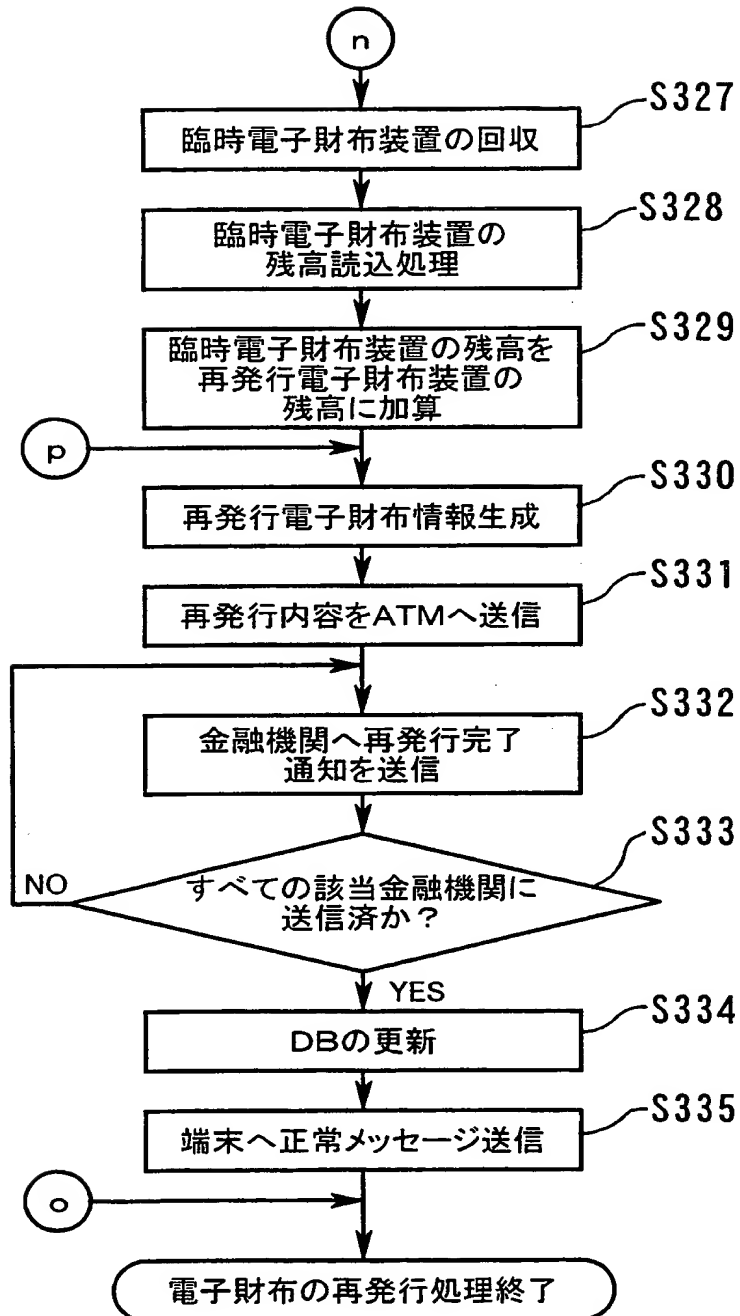 n
臨時電子財布装置の回収
S327
臨時電子財布装置の
残高読込処理
S328
臨時電子財布装置の残高を
再発行電子財布装置の
残高に加算
S329
p
再発行電子財布情報生成
S330
再発行内容をATMへ送信
S331
金融機関へ再発行完了
通知を送信
S332
すべての該当金融機関に
送信済か?
S333
NO
YES
DBの更新
S334
端末へ正常メッセージ送信
S335
o
電子財布の再発行処理終了